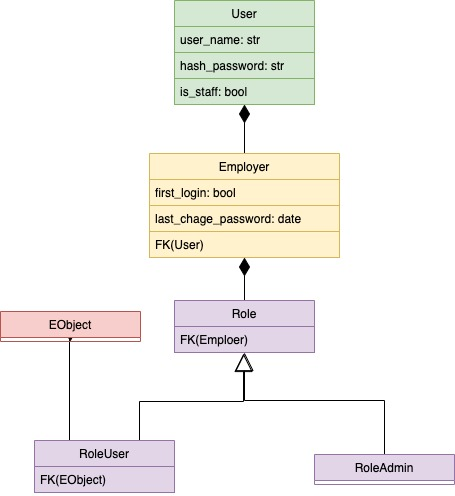 User
user_name: str
hash_password: str
is_staff: bool
Employer
first_login: bool
last_chage_password: date
FK(User)
Role
FK(Emploer)
EObject
RoleUser
FK(EObject)
RoleAdmin